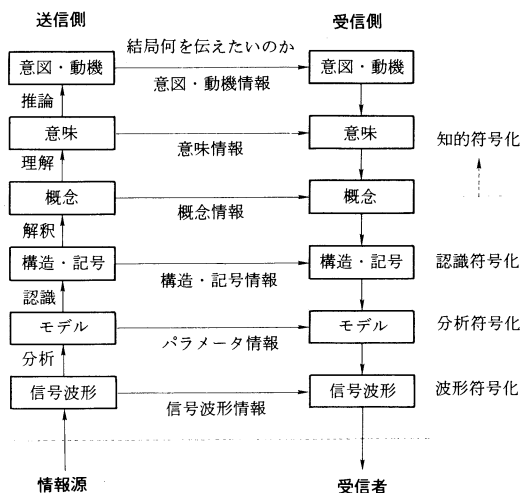 送信側 受信側
結局何を伝えたいのか
意図・動機 意図・動機
意図・動機情報
推論
意味 意味 知的符号化
意味情報
理解
概念 概念
概念情報
解釈
構造・記号 構造・記号 認識符号化
構造・記号情報
認識
モデル モデル 分析符号化
パラメータ情報
分析
信号波形 信号波形 波形符号化
信号波形情報
情報源 受信者